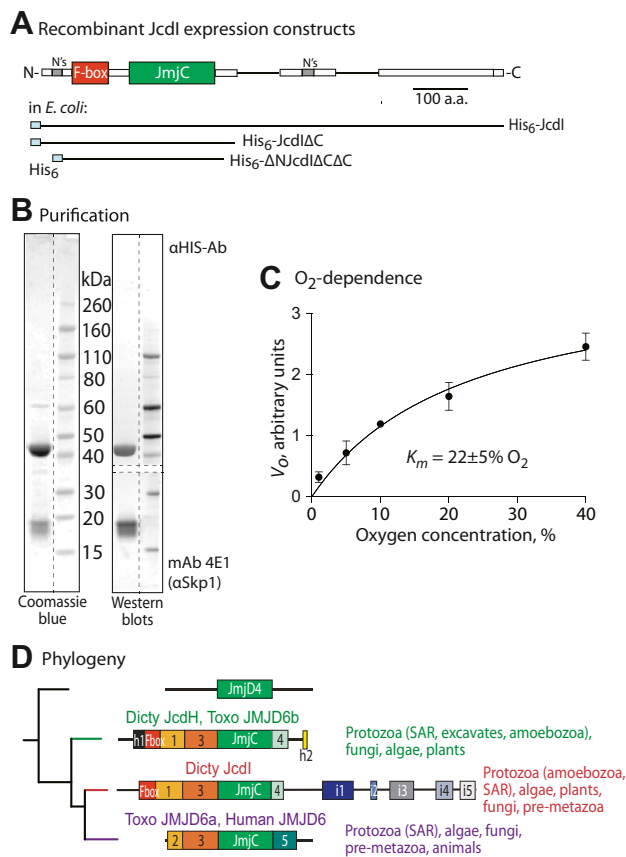 A Recombinant JcdI expression constructs
N- N's F-box JmjC N's -C
100 a.a.
in E. coli:
His6-JcdI
His6-JcdIΔC
His6 His6-ΔNJcdIΔCΔC
B Purification
αHIS-Ab
kDa
260
160
110
80
60
50
40
30
20
15
mAb 4E1
(αSkp1)
Coomassie
blue
Western
blots
C O2-dependence
3
2
1
0
Vo, arbitrary units
Km = 22±5% O2
0 10 20 30 40
Oxygen concentration, %
D Phylogeny
JmjD4
Dicty JcdH, Toxo JMJD6b
h1 Fbox 1 3 JmjC 4
h2
Protozoa (SAR, excavates, amoebozoa),
fungi, algae, plants
Dicty JcdI
Fbox 1 3 JmjC 4 i1 2 i3 i4 i5
Protozoa (amoebozoa,
SAR), algae, plants,
fungi, pre-metazoa
Toxo JMJD6a, Human JMJD6
2 3 JmjC 5
Protozoa (SAR), algae, fungi,
pre-metazoa, animals